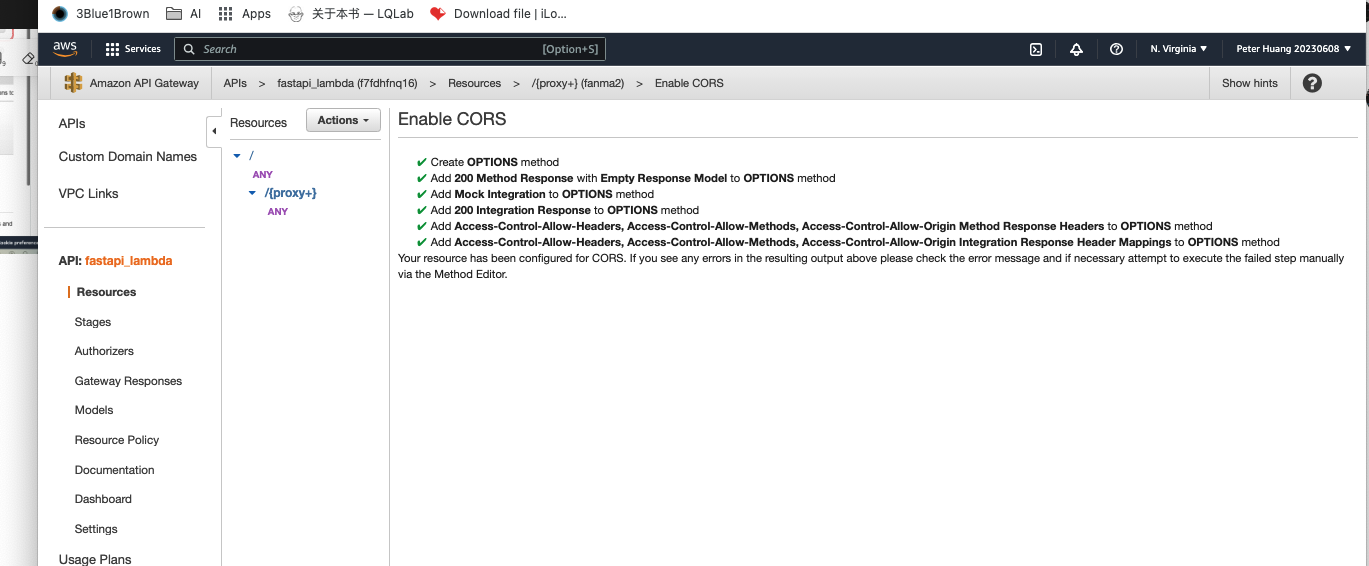 3Blue1Brown AI Apps 关于本书 — LQLab Download file | iLo...
aws Services Search [Option+S] N. Virginia Peter Huang 20230608
Amazon API Gateway APIs > fastapi_lambda (f7fdhfnq16) > Resources > /{proxy+} (fanma2) > Enable CORS Show hints ?
APIs
Custom Domain Names
VPC Links
API: fastapi_lambda
Resources
Stages
Authorizers
Gateway Responses
Models
Resource Policy
Documentation
Dashboard
Settings
Usage Plans
Resources Actions
/
ANY
/{proxy+}
ANY
Enable CORS
✔ Create OPTIONS method
✔ Add 200 Method Response with Empty Response Model to OPTIONS method
✔ Add Mock Integration to OPTIONS method
✔ Add 200 Integration Response to OPTIONS method
✔ Add Access-Control-Allow-Headers, Access-Control-Allow-Methods, Access-Control-Allow-Origin Method Response Headers to OPTIONS method
✔ Add Access-Control-Allow-Headers, Access-Control-Allow-Methods, Access-Control-Allow-Origin Integration Response Header Mappings to OPTIONS method
Your resource has been configured for CORS. If you see any errors in the resulting output above please check the error message and if necessary attempt to execute the failed step manually
via the Method Editor.